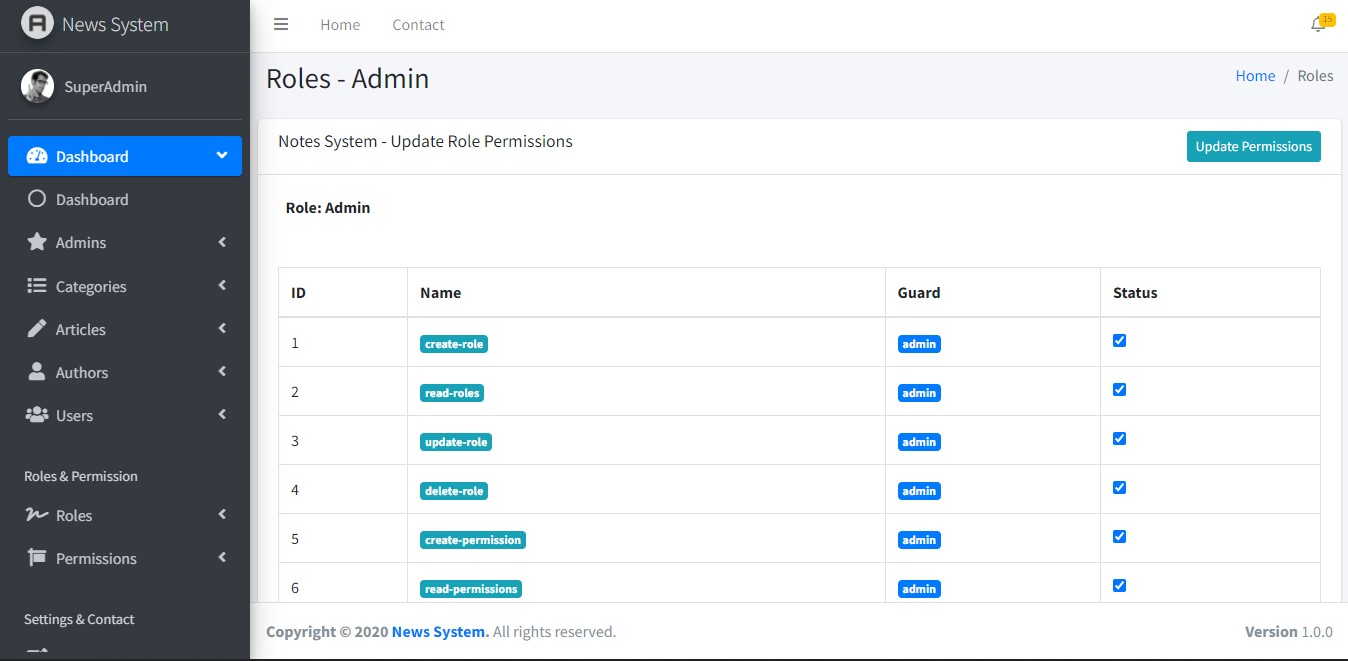 A News System
Home Contact
15
SuperAdmin
Roles - Admin
Home / Roles
Dashboard
Dashboard
Admins
Categories
Articles
Authors
Users
Roles & Permission
Roles
Permissions
Settings & Contact
Notes System - Update Role Permissions
Update Permissions
Role: Admin
ID Name Guard Status
1 create-role admin
2 read-roles admin
3 update-role admin
4 delete-role admin
5 create-permission admin
6 read-permissions admin
Copyright © 2020 News System. All rights reserved.
Version 1.0.0